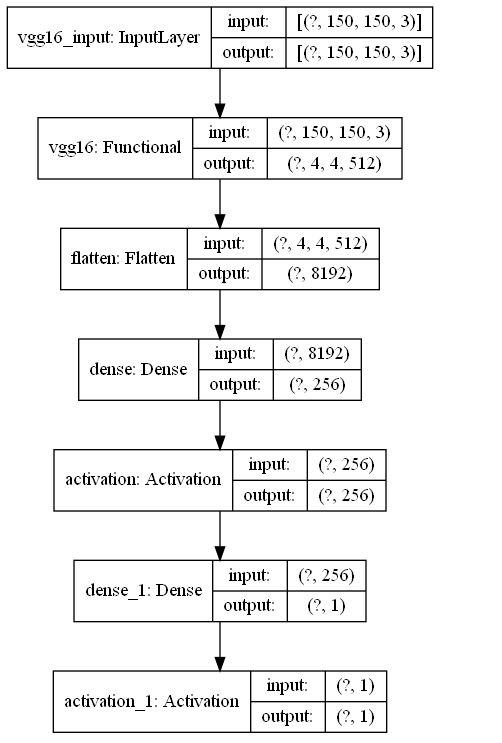 vgg16_input: InputLayer
input: [(?, 150, 150, 3)]
output: [(?, 150, 150, 3)]
vgg16: Functional
input: (?, 150, 150, 3)
output: (?, 4, 4, 512)
flatten: Flatten
input: (?, 4, 4, 512)
output: (?, 8192)
dense: Dense
input: (?, 8192)
output: (?, 256)
activation: Activation
input: (?, 256)
output: (?, 256)
dense_1: Dense
input: (?, 256)
output: (?, 1)
activation_1: Activation
input: (?, 1)
output: (?, 1)